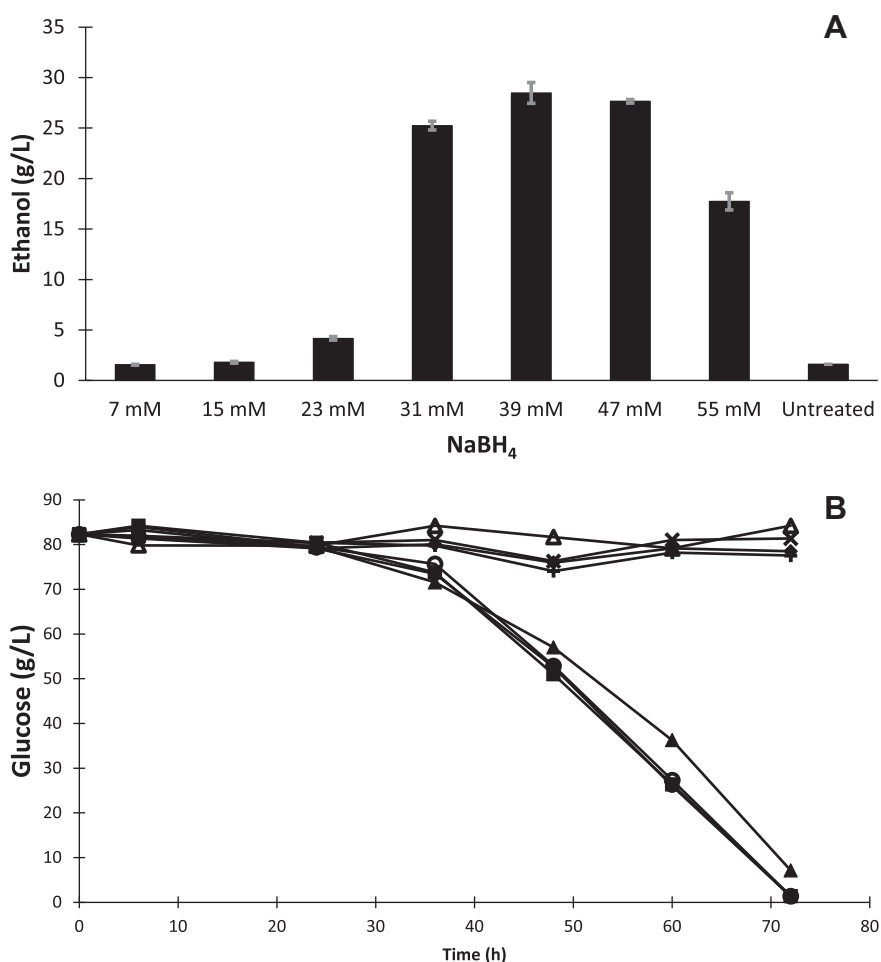 A
35
30
25
20
15
10
5
0
Ethanol (g/L)
7 mM 15 mM 23 mM 31 mM 39 mM 47 mM 55 mM Untreated
NaBH₄
B
90
80
70
60
50
40
30
20
10
0
Glucose (g/L)
0 10 20 30 40 50 60 70 80
Time (h)